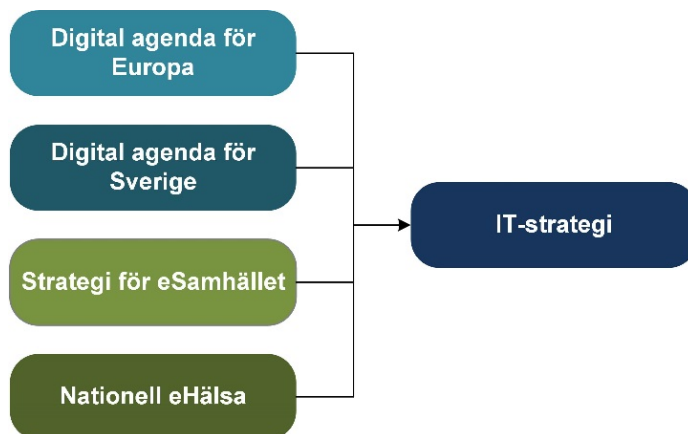 Digital agenda för
Europa
Digital agenda för
Sverige
Strategi för eSamhället
Nationell eHälsa
IT-strategi